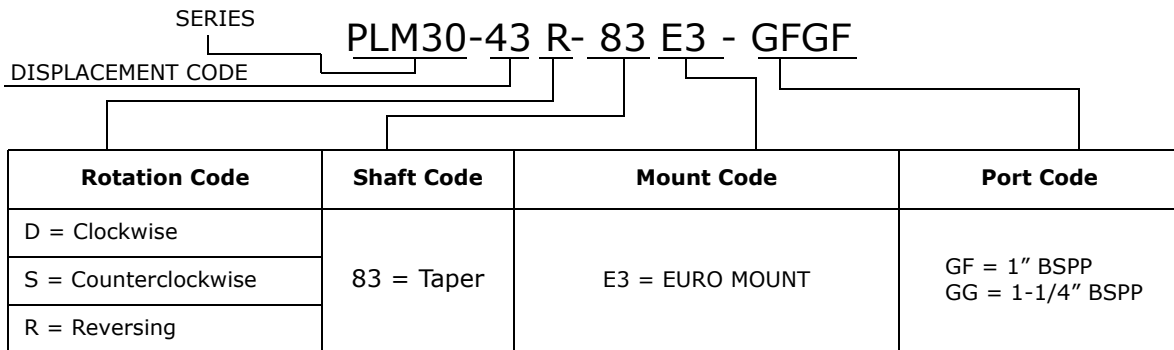 SERIES
PLM30-43 R- 83 E3 - GFGF
DISPLACEMENT CODE
Rotation Code
Shaft Code
Mount Code
Port Code
D = Clockwise
S = Counterclockwise
R = Reversing
83 = Taper
E3 = EURO MOUNT
GF = 1” BSPP
GG = 1-1/4” BSPP